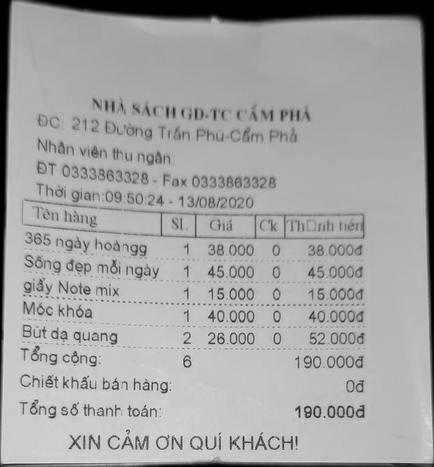 NHÀ SÁCH GD-TC CẨM PHẢ
ĐC: 212 Đường Trần Phú-Cẩm Phả
Nhân viên thu ngân:
ĐT 0333863328 - Fax 0333863328
Thời gian:09:50:24 - 13/08/2020
Tên hàng SL Giá Ck Th□nh tiền
365 ngày hoàngg 1 38.000 0 38.000đ
Sống đẹp mỗi ngày 1 45.000 0 45.000đ
giấy Note mix 1 15.000 0 15.000đ
Móc khóa 1 40.000 0 40.000đ
Bút dạ quang 2 26.000 0 52.000đ
Tổng cộng: 6 190.000đ
Chiết khấu bán hàng: 0đ
Tổng số thanh toán: 190.000đ
XIN CẢM ƠN QUÍ KHÁCH!